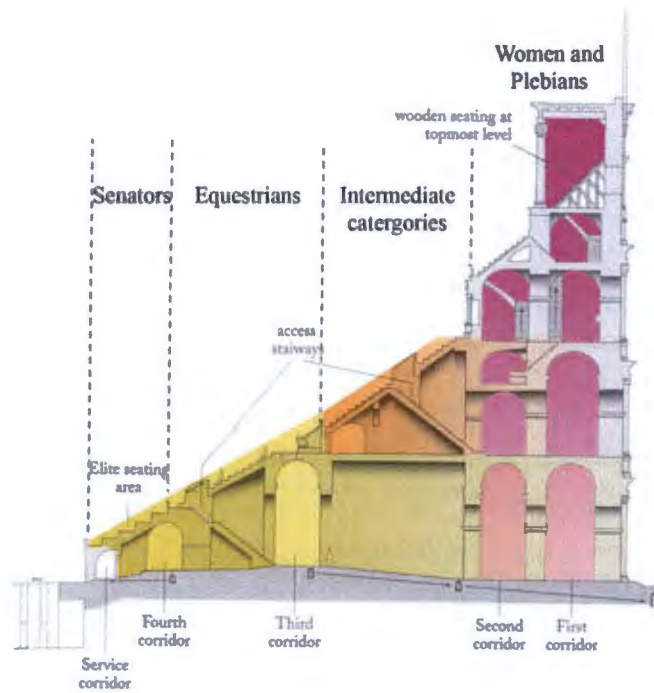 Women and
Plebians
wooden seating at
topmost level
Senators
Equestrians
Intermediate
catergories
access
staiways
Elite seating
area
Fourth
corridor
Third
corridor
Second
corridor
First
corridor
Service
corridor